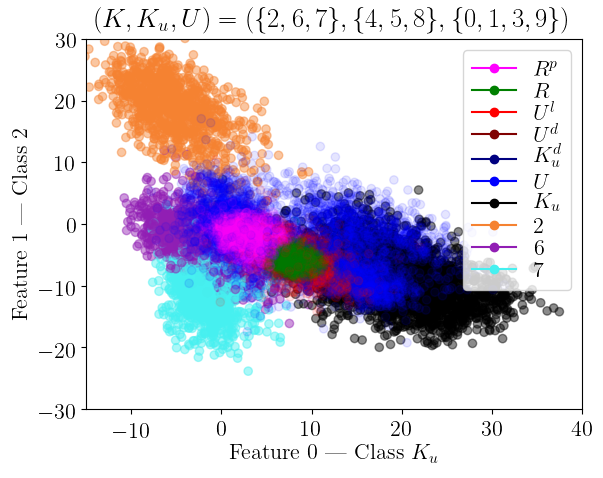 (K, K_u, U) = ({2, 6, 7}, {4, 5, 8}, {0, 1, 3, 9})
30
20
10
0
−10
−20
−30
−10
0
10
20
30
40
Feature 1 — Class 2
Feature 0 — Class K_u
R^p
R
U^l
U^d
K_u^d
U
K_u
2
6
7